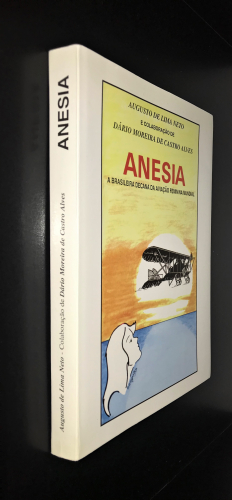 AUGUSTO DE LIMA NETO
E COLABORAÇÃO DE
DÁRIO MOREIRA DE CASTRO ALVES
ANESIA
A BRASILEIRA DECANA DA AVIAÇÃO FEMININA MUNDIAL
ANESIA
Augusto de Lima Neto - Colaboração de Dário Moreira de Castro Alves